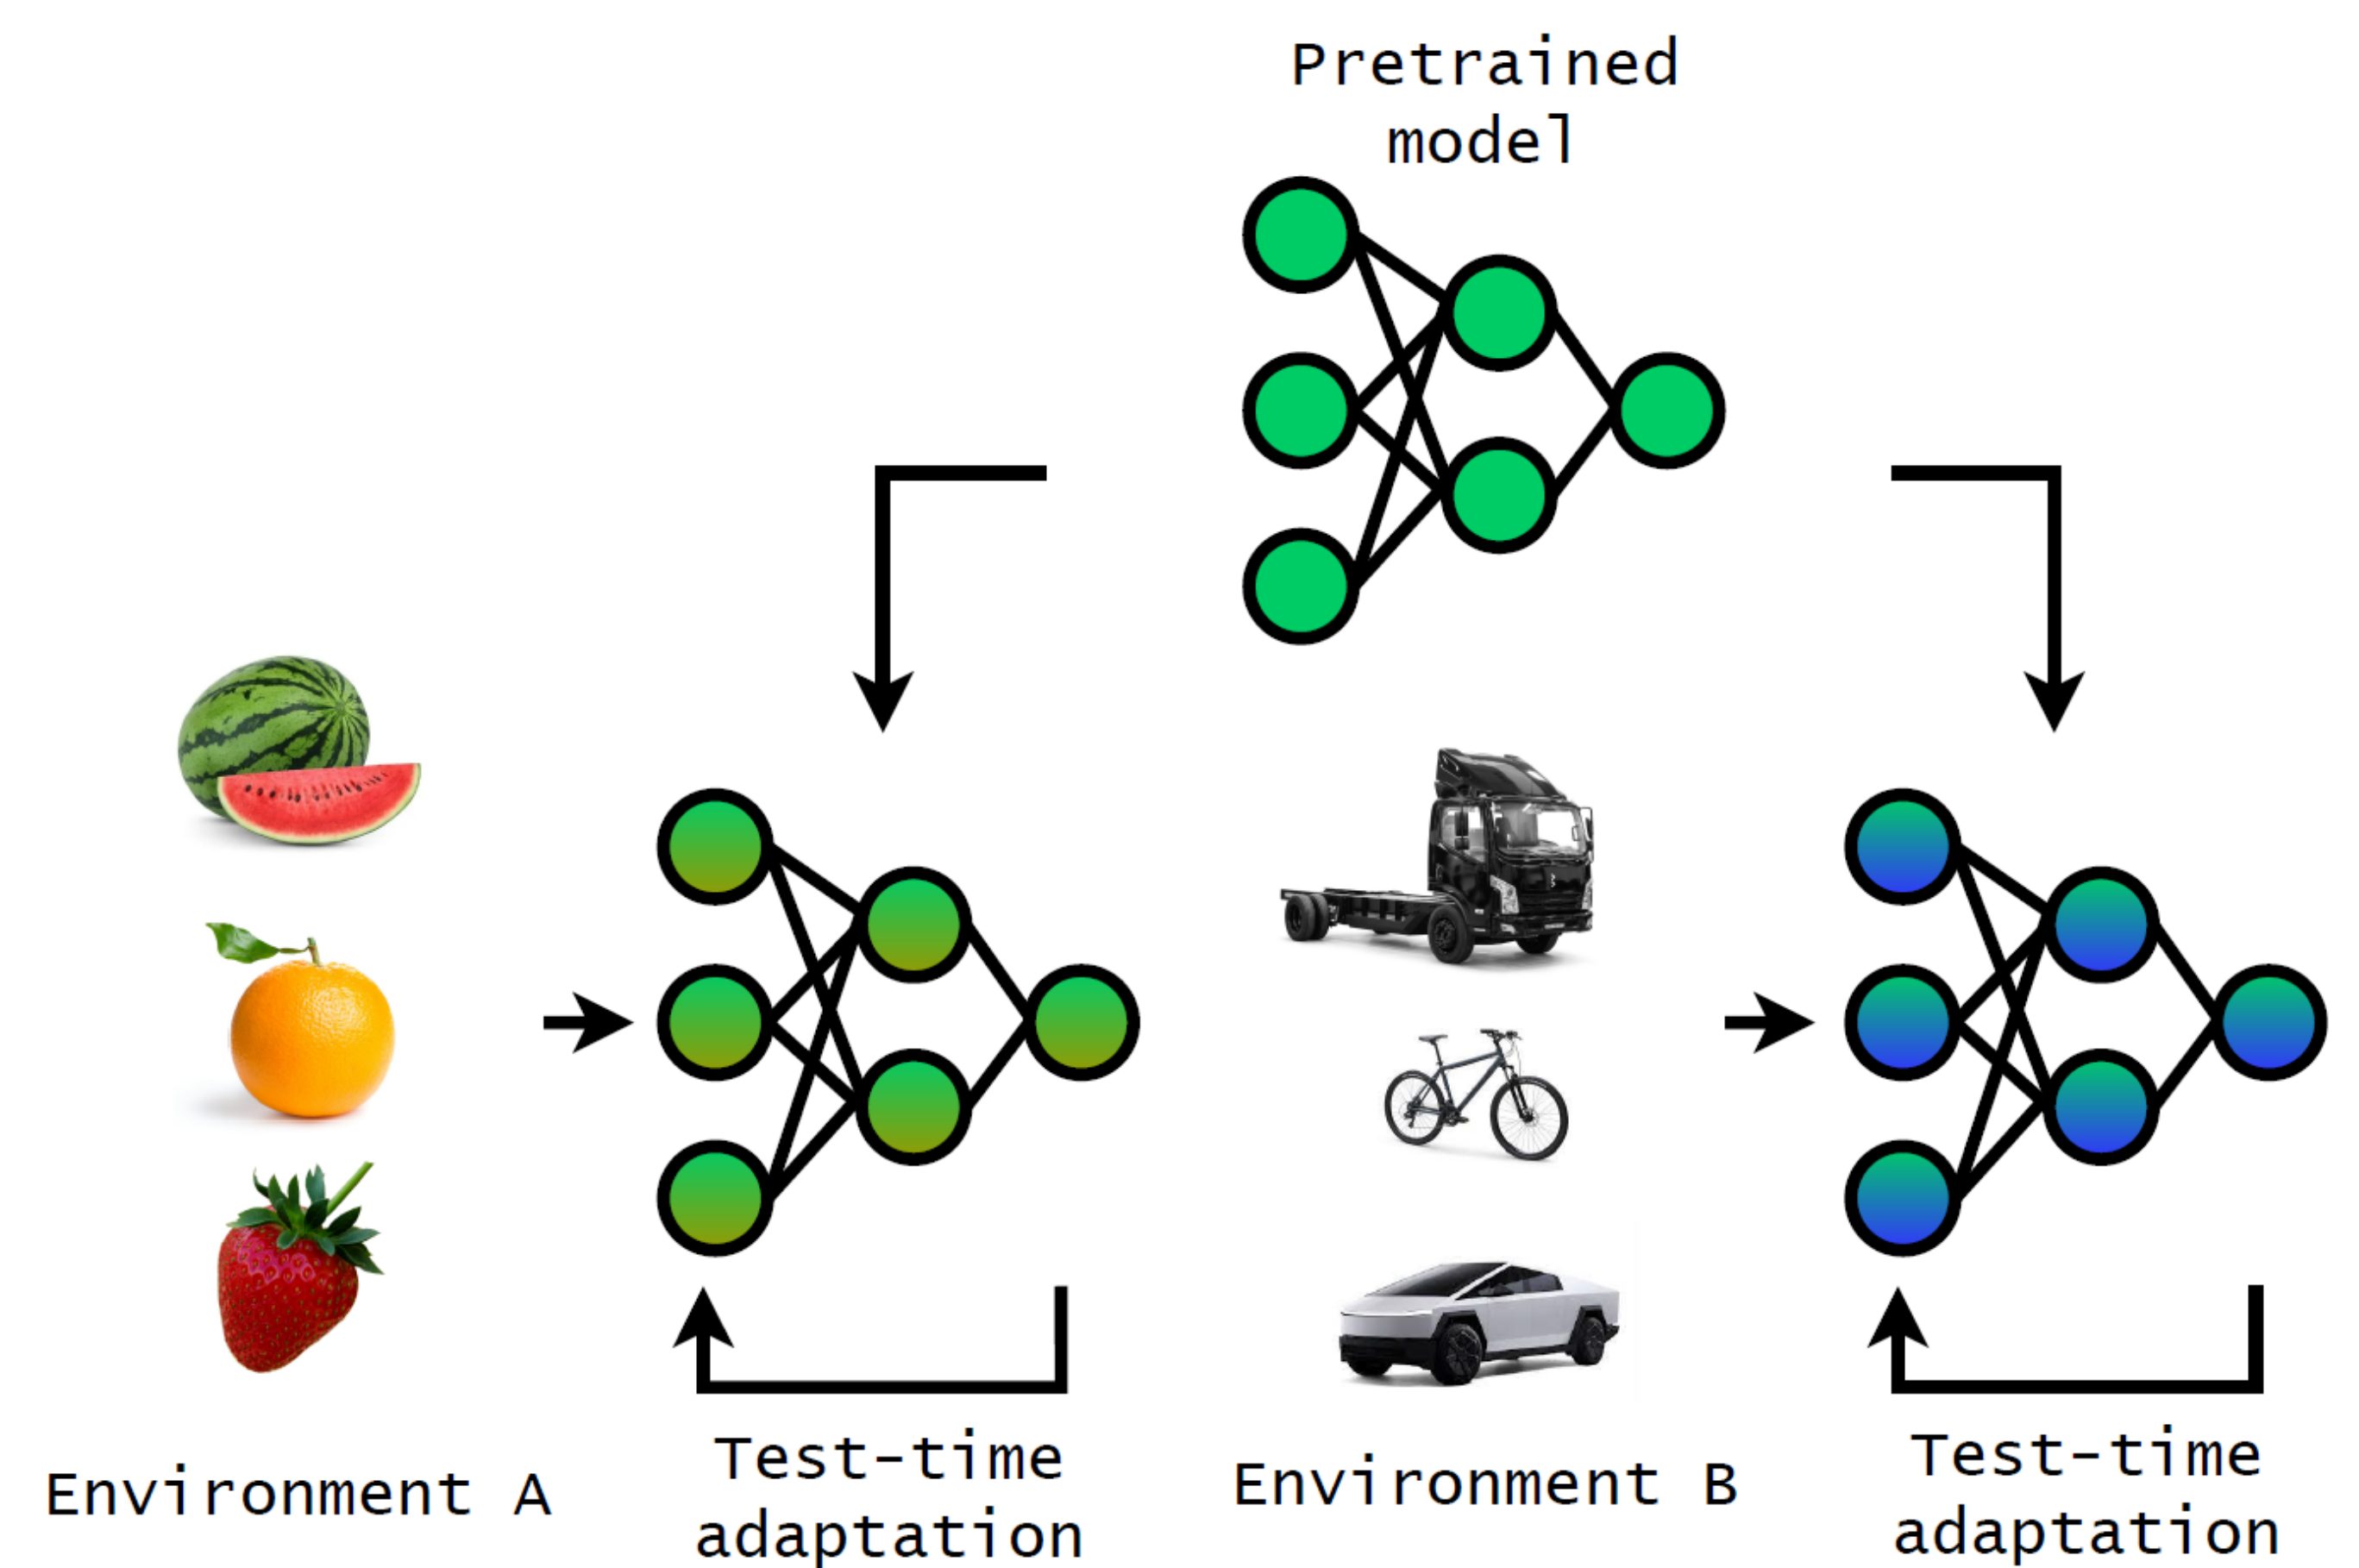 Pretrained
model
Environment A
Test-time
adaptation
Environment B
Test-time
adaptation